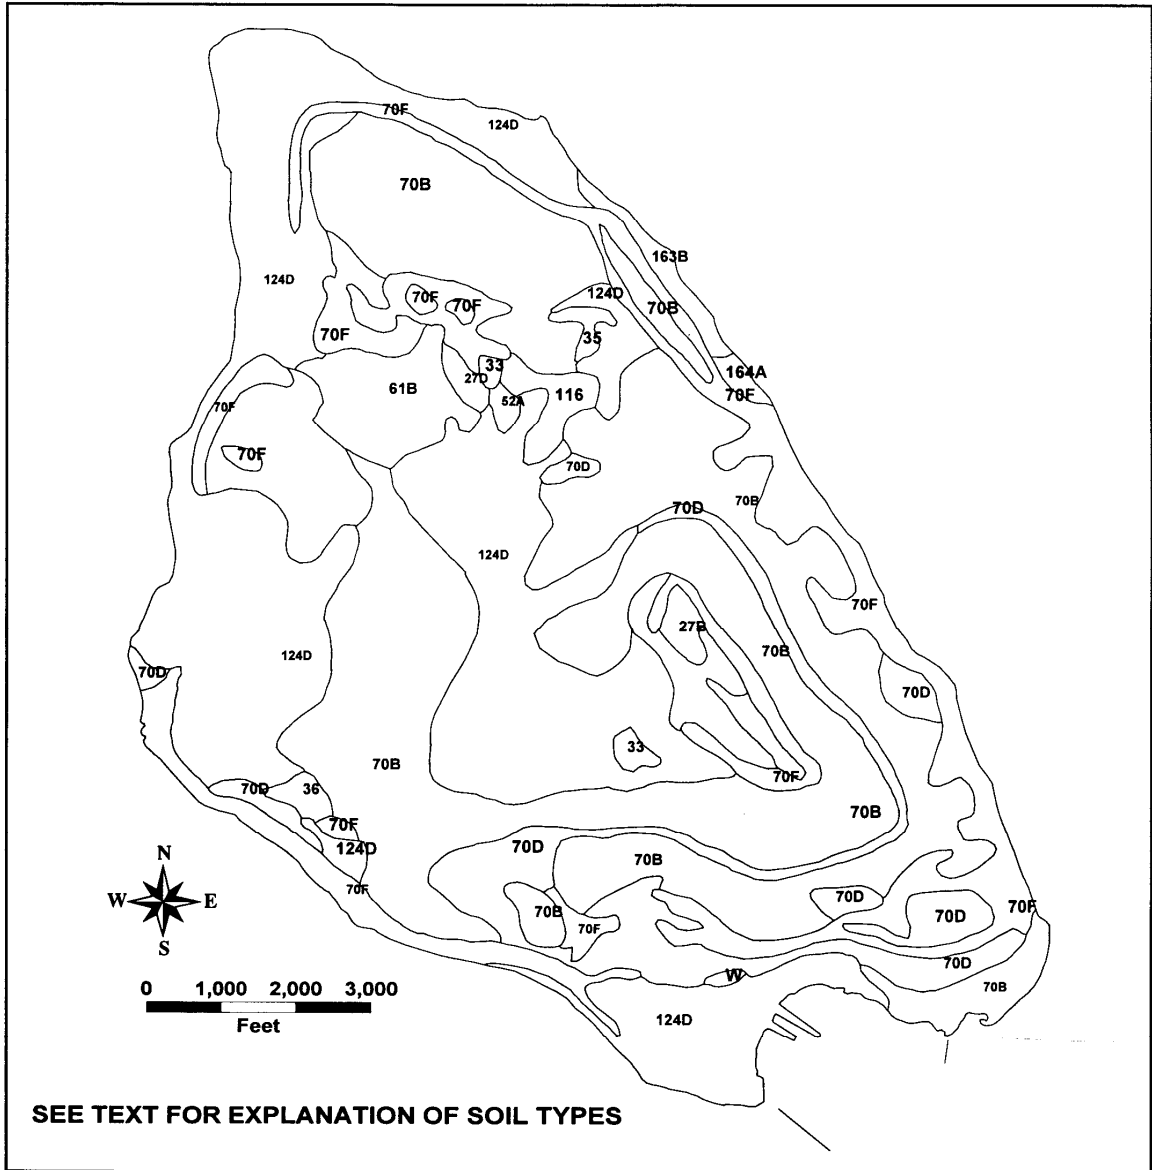 70F
124D
70B
163B
124D
70F
70F
124D
70B
70F
35
33
164A
27D
61B
52A
116
70F
70F
70F
70D
70B
70D
124D
70F
27B
70B
124D
70D
70D
33
70B
70F
70D
36
70B
70F
124D
70D
70B
70F
70D
70B
70F
70D
70F
N
W E
S
70D
W
70B
0 1,000 2,000 3,000
Feet
124D
SEE TEXT FOR EXPLANATION OF SOIL TYPES